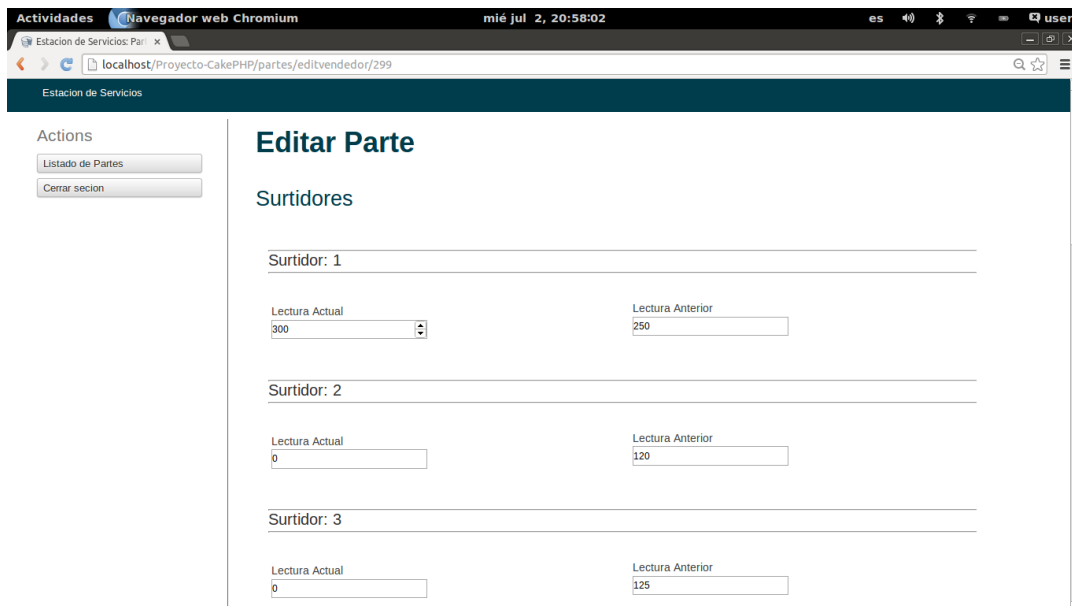 Actividades Navegador web Chromium mié jul 2, 20:58:02 es user
Estacion de Servicios: Par
localhost/Proyecto-CakePHP/partes/editvendedor/299
Estacion de Servicios
Actions
Listado de Partes
Cerrar secion
Editar Parte
Surtidores
Surtidor: 1
Lectura Actual Lectura Anterior
300 250
Surtidor: 2
Lectura Actual Lectura Anterior
0 120
Surtidor: 3
Lectura Actual Lectura Anterior
0 125